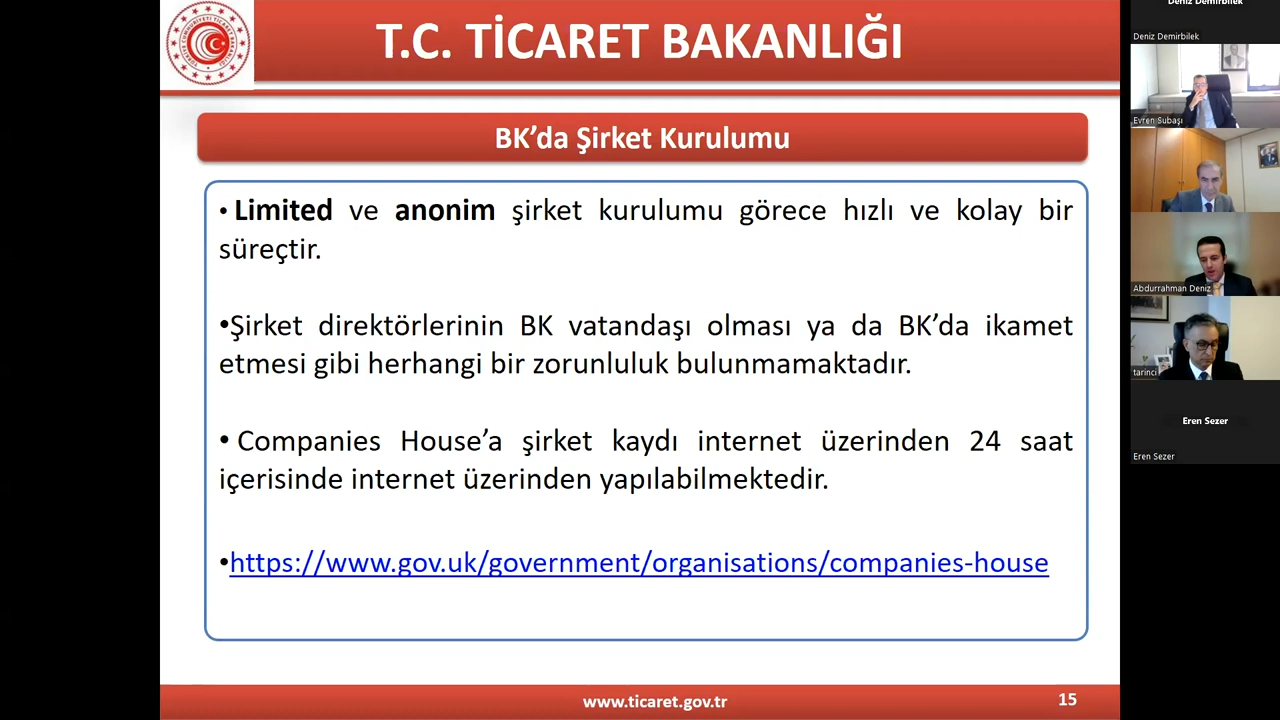 T.C. TİCARET BAKANLIĞI
BK’da Şirket Kurulumu
• Limited ve anonim şirket kurulumu görece hızlı ve kolay bir
süreçtir.
•Şirket direktörlerinin BK vatandaşı olması ya da BK’da ikamet
etmesi gibi herhangi bir zorunluluk bulunmamaktadır.
• Companies House’a şirket kaydı internet üzerinden 24 saat
içerisinde internet üzerinden yapılabilmektedir.
•https://www.gov.uk/government/organisations/companies-house
www.ticaret.gov.tr
15
Deniz Demirbilek
Deniz Demirbilek
Evren Subaşı
Abdurrahman Deniz
tarinci
Eren Sezer
Eren Sezer